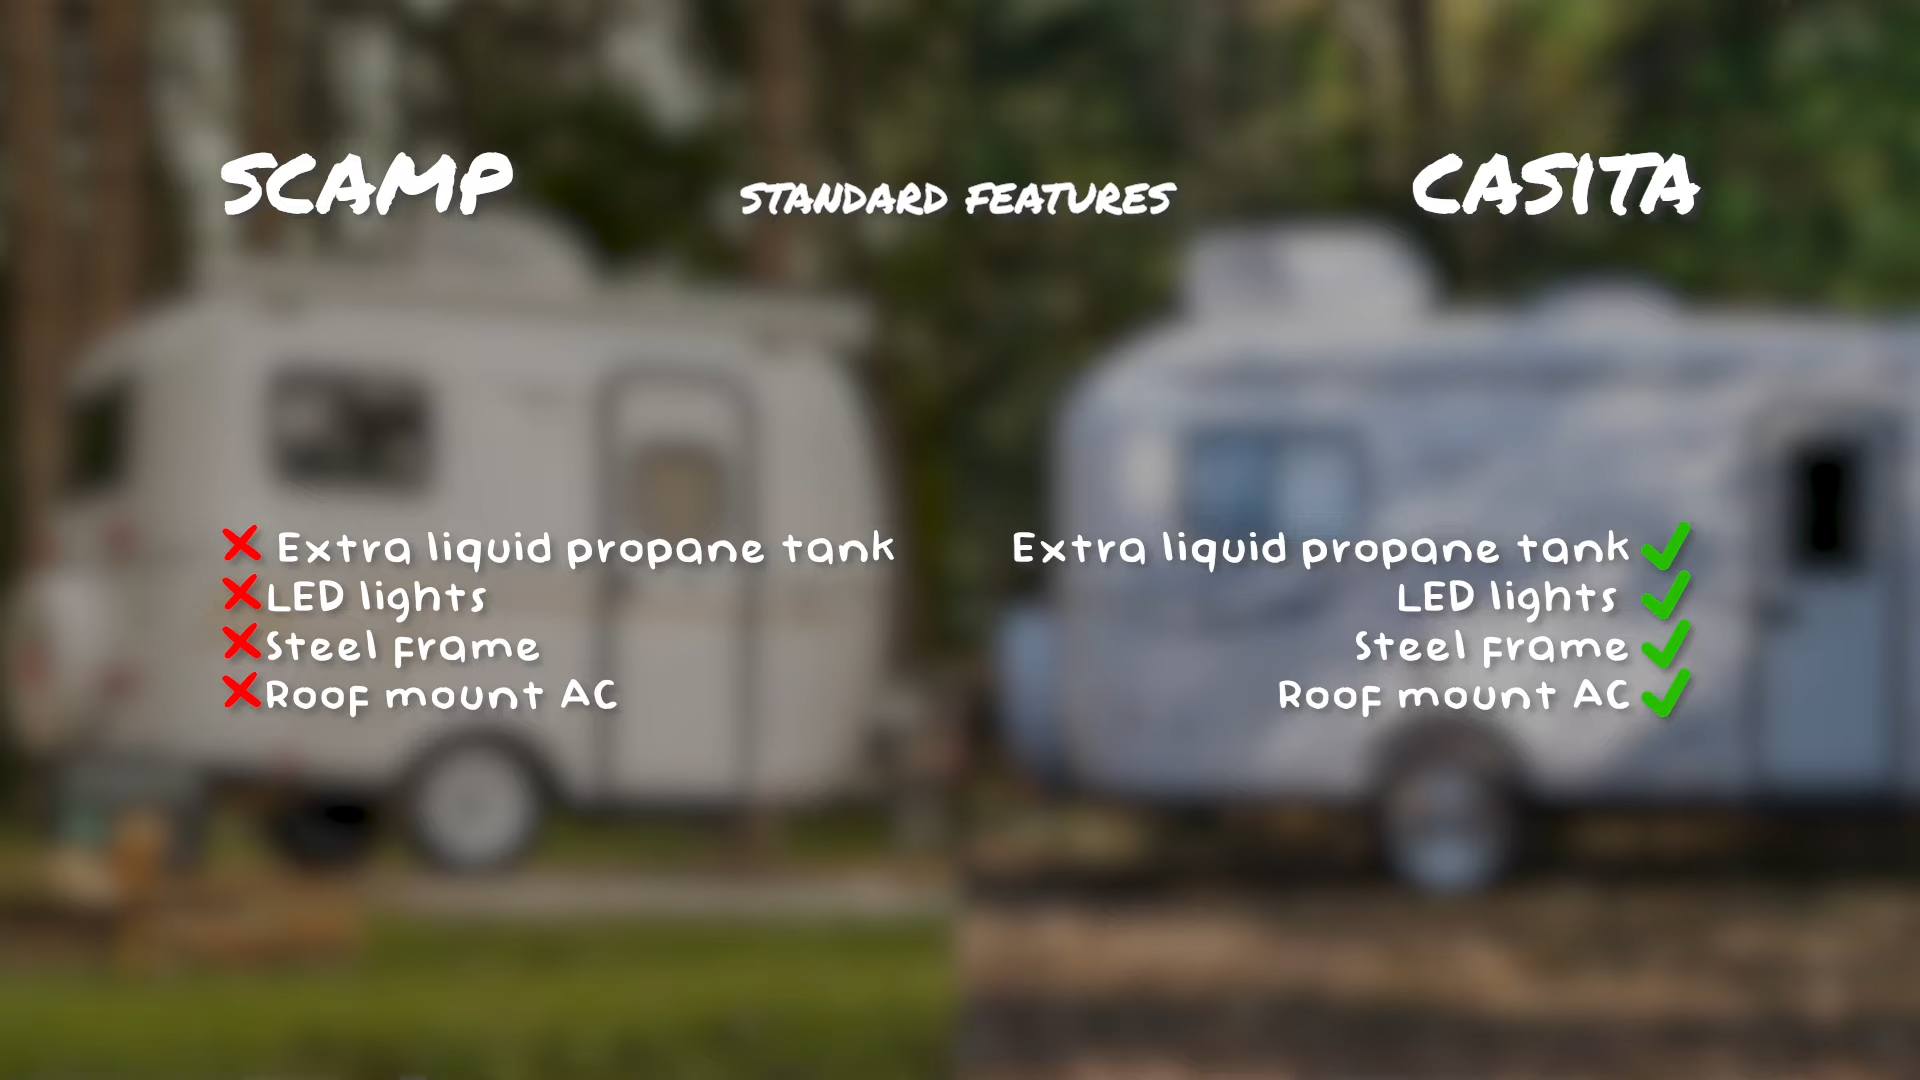 SCAMP
STANDARD FEATURES
CASITA
❌ Extra liquid propane tank
❌ LED lights
❌ Steel frame
❌ Roof mount AC
Extra liquid propane tank ✔
LED lights ✔
Steel frame ✔
Roof mount AC ✔